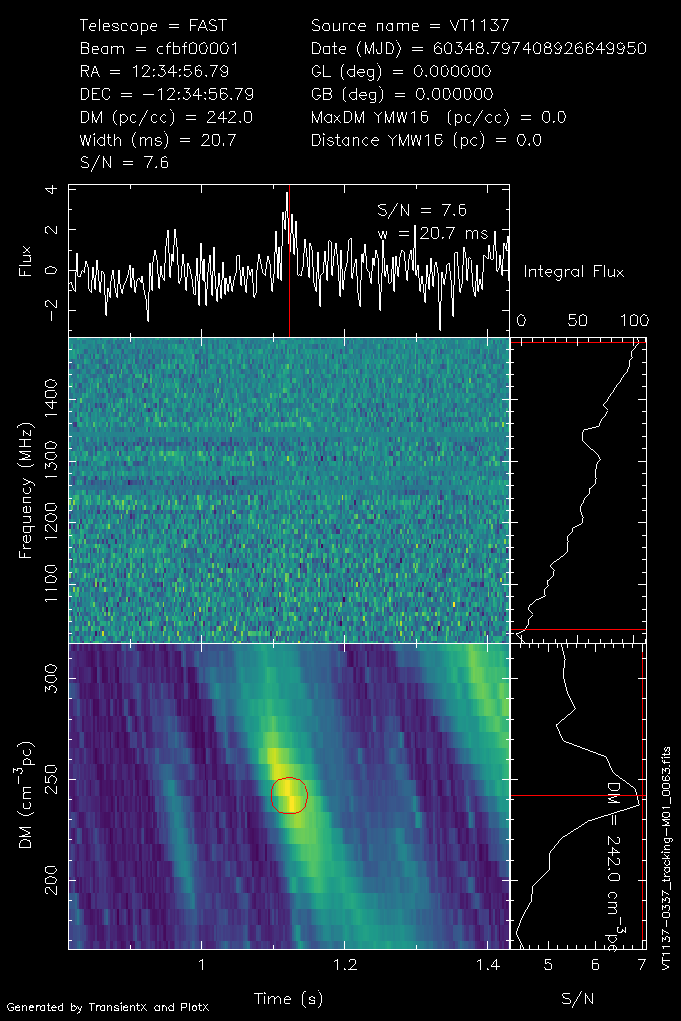 Telescope = FAST
Source name = VT1137
Beam = cfbf00001
Date (MJD) = 60348.797408926649950
RA = 12:34:56.79
GL (deg) = 0.000000
DEC = −12:34:56.79
GB (deg) = 0.000000
DM (pc/cc) = 242.0
MaxDM YMW16 (pc/cc) = 0.0
Width (ms) = 20.7
Distance YMW16 (pc) = 0.0
S/N = 7.6
4
2
0
−2
Flux
S/N = 7.6
w = 20.7 ms
Integral Flux
0 50 100
1400
1300
1200
1100
Frequency (MHz)
300
250
200
DM (cm−3pc)
DM = 242.0 cm−3pc
VT1137−0337_tracking−M01_0063.fits
1 1.2 1.4
5 6 7
Time (s)
S/N
Generated by TransientX and PlotX